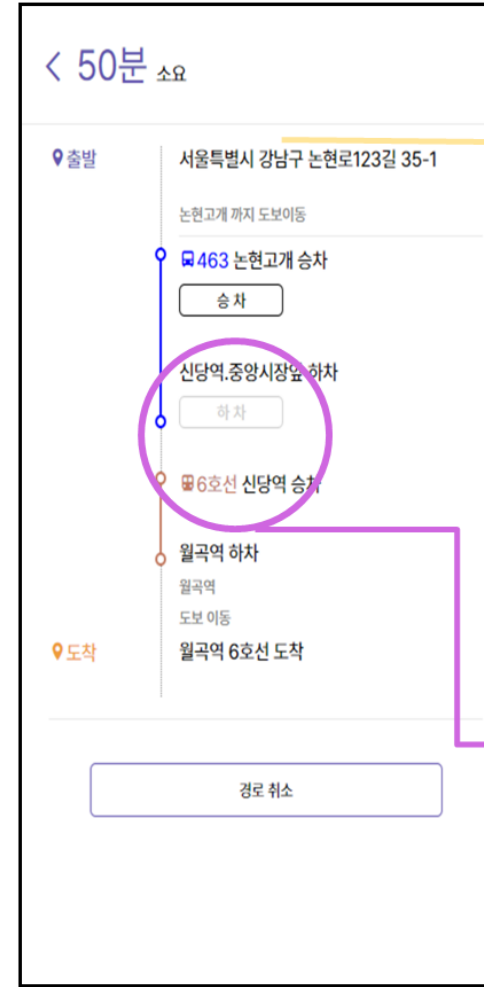 < 50분 소요
출발 서울특별시 강남구 논현로123길 35-1
논현고개 까지 도보이동
463 논현고개 승차
승 차
신당역.중앙시장앞 하차
하 차
6호선 신당역 승차
월곡역 하차
월곡역
도보 이동
도착 월곡역 6호선 도착
경로 취소